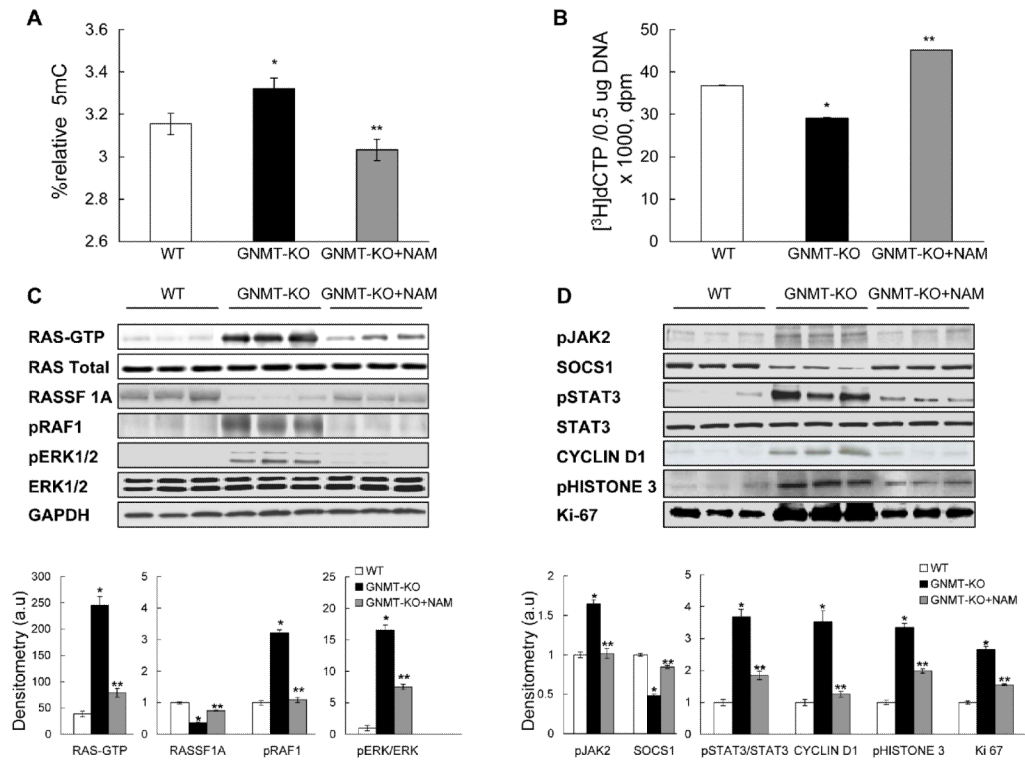 A
%relative 5mC
3.6
3.4
3.2
3
2.8
2.6
*
**
WT GNMT-KO GNMT-KO+NAM
B
[³H]dCTP /0.5 ug DNA
x 1000, dpm
50
40
30
20
10
0
*
**
WT GNMT-KO GNMT-KO+NAM
C
WT GNMT-KO GNMT-KO+NAM
RAS-GTP
RAS Total
RASSF 1A
pRAF1
pERK1/2
ERK1/2
GAPDH
D
WT GNMT-KO GNMT-KO+NAM
pJAK2
SOCS1
pSTAT3
STAT3
CYCLIN D1
pHISTONE 3
Ki-67
Densitometry (a.u)
300
250
200
150
100
50
0
*
**
RAS-GTP
5
4
3
2
1
0
*
**
*
**
RASSF1A pRAF1
WT
GNMT-KO
GNMT-KO+NAM
25
20
15
10
5
0
*
**
pERK/ERK
Densitometry (a.u)
2
1.5
1
0.5
0
*
**
*
**
pJAK2 SOCS1
WT
GNMT-KO
GNMT-KO+NAM
5
4
3
2
1
0
*
**
*
**
*
**
*
**
pSTAT3/STAT3 CYCLIN D1 pHISTONE 3 Ki 67